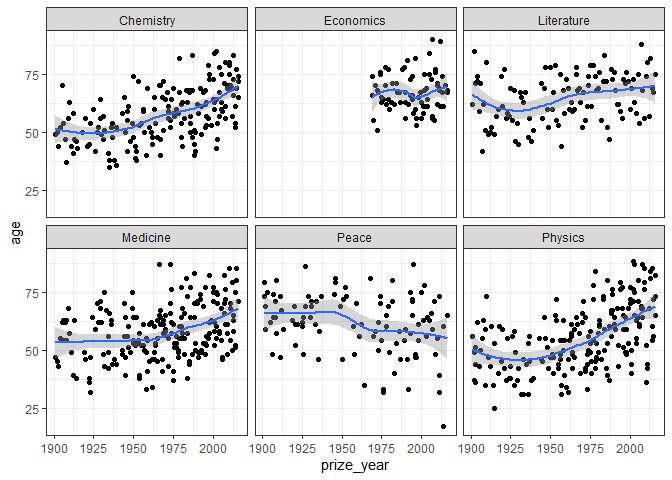 Chemistry
Economics
Literature
75
50
25
age
Medicine
Peace
Physics
75
50
25
1900 1925 1950 1975 2000
1900 1925 1950 1975 2000
1900 1925 1950 1975 2000
prize_year